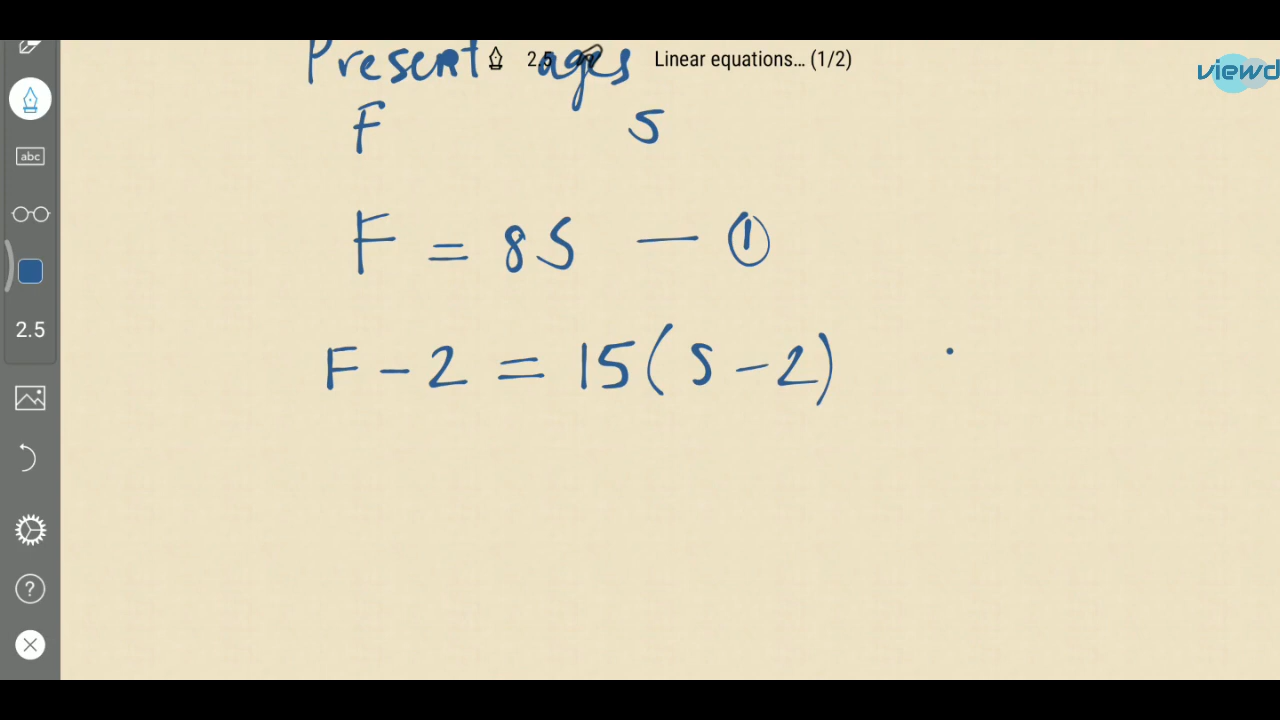 Present ages
2.5 Linear equations... (1/2)
viewd
abc
F S
F = 8S — ①
F - 2 = 15(S - 2)
2.5
?